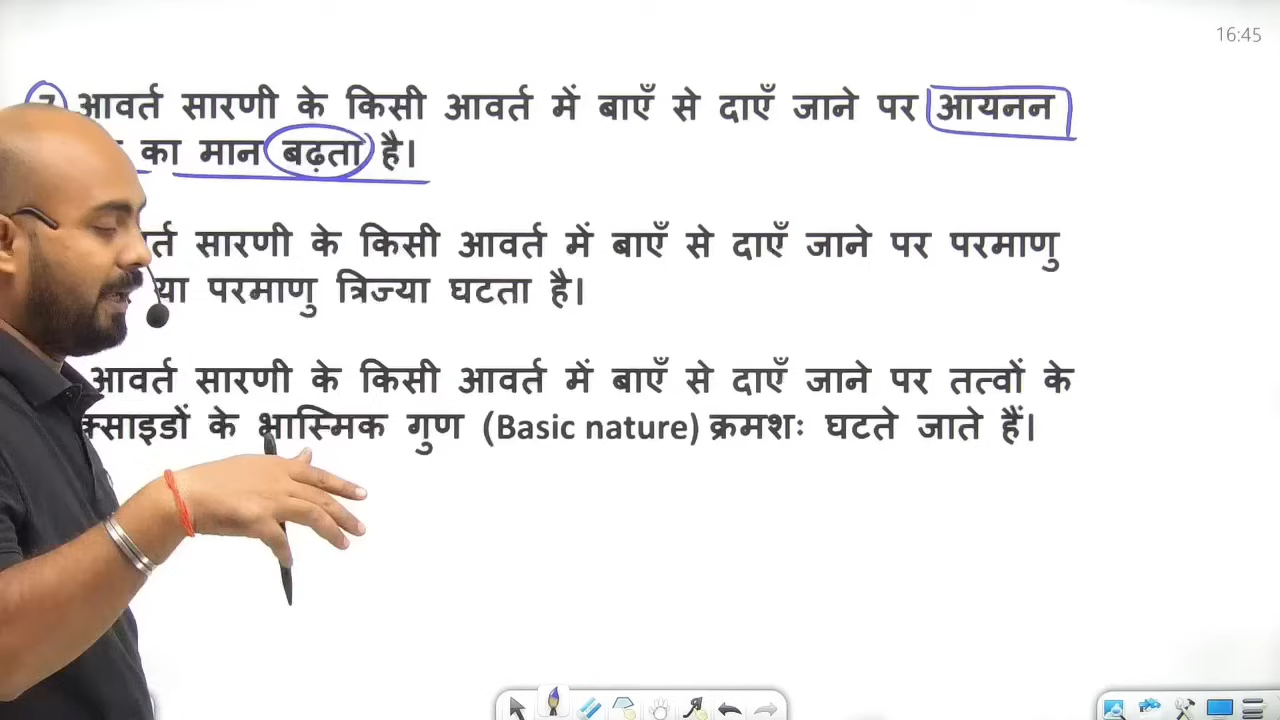 16:45
7 आवर्त सारणी के किसी आवर्त में बाएँ से दाएँ जाने पर आयनन
का मान बढ़ता है।
सारणी के किसी आवर्त में बाएँ से दाएँ जाने पर परमाणु
या परमाणु त्रिज्या घटता है।
आवर्त सारणी के किसी आवर्त में बाएँ से दाएँ जाने पर तत्वों के
के भास्मिक गुण (Basic nature) क्रमशः घटते जाते हैं।